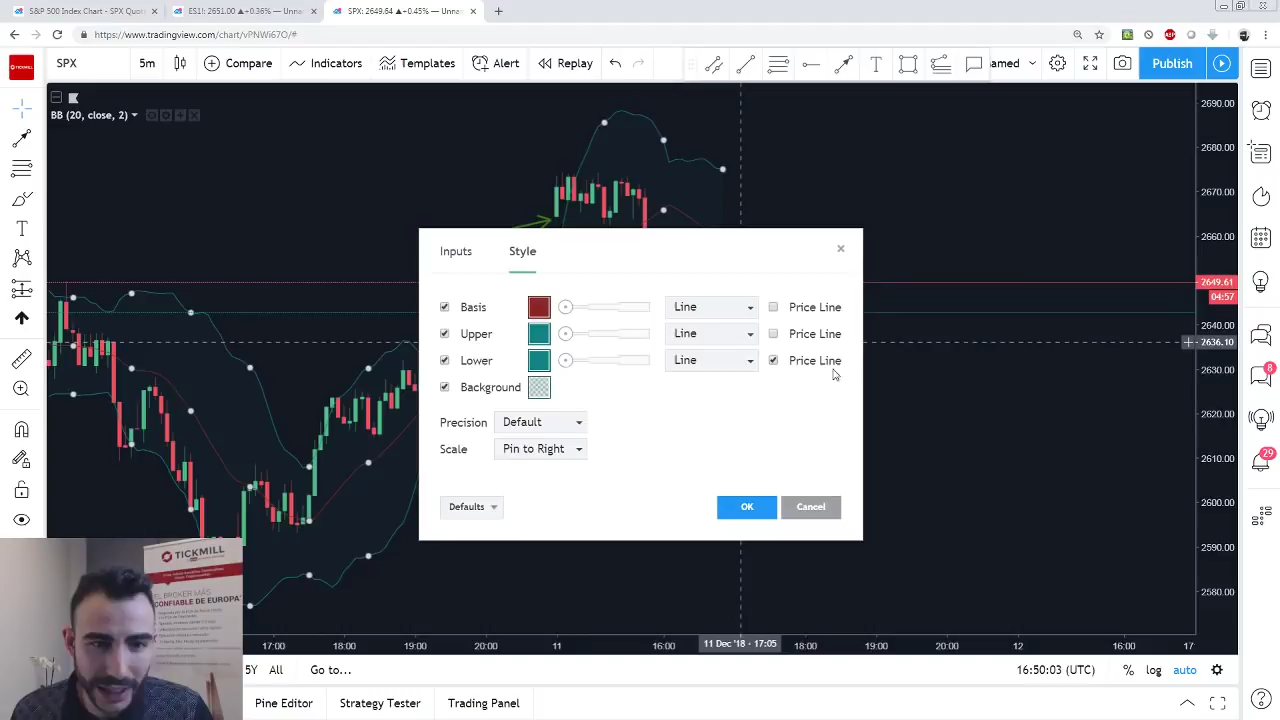 S&P 500 Index Chart - SPX Quot
ES1!: 2651.00 ▲+0.36% — Unna
SPX: 2649.64 ▲+0.45% — Unna
https://www.tradingview.com/chart/vPNWi67O/#
TICKMILL
SPX
5m
Compare
Indicators
Templates
Alert
Replay
T
amed
Publish
BB (20, close, 2)
2690.00
2680.00
2670.00
2660.00
2649.61
04:57
2640.00
2636.10
2630.00
2620.00
2610.00
2600.00
2590.00
2580.00
Inputs
Style
Basis
Line
Price Line
Upper
Line
Price Line
Lower
Line
Price Line
Background
Precision
Default
Scale
Pin to Right
Defaults
OK
Cancel
T
8
29
17:00
18:00
19:00
20:00
11
16:00
11 Dec '18 · 17:05
18:00
19:00
20:00
12
16:00
17:
5Y
All
Go to...
16:50:03 (UTC)
%
log
auto
Pine Editor
Strategy Tester
Trading Panel
TICKMILL
EL BROKER MÁS
CONFIABLE DE EUROPA"